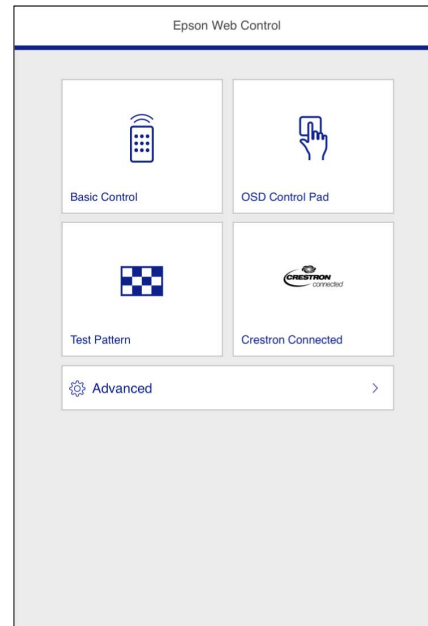 Epson Web Control
Basic Control
OSD Control Pad
CRESTRON
connected
Test Pattern
Crestron Connected
Advanced